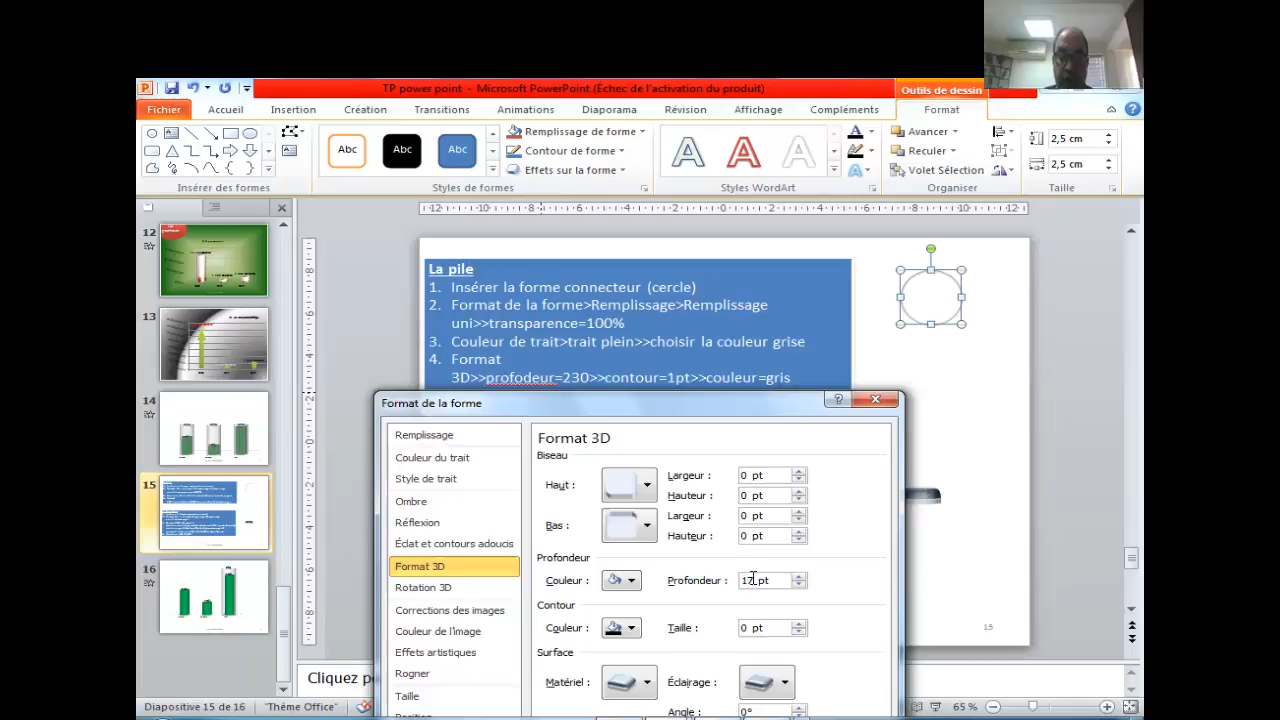 TP power point - Microsoft PowerPoint (Échec de l'activation du produit)
Outils de dessin
Fichier
Accueil
Insertion
Création
Transitions
Animations
Diaporama
Révision
Affichage
Compléments
Format
Abc
Abc
Abc
Remplissage de forme
Contour de forme
Effets sur la forme
Avancer
Reculer
Volet Sélection
2,5 cm
2,5 cm
Insérer des formes
Styles de formes
Styles WordArt
Organiser
Taille
12
13
14
15
16
La pile
1. Insérer la forme connecteur (cercle)
2. Format de la forme>Remplissage>Remplissage
uni>>transparence=100%
3. Couleur de trait>trait plein>>choisir la couleur grise
4. Format
3D>>profodeur=230>>contour=1pt>>couleur=gris
Format de la forme
Remplissage
Couleur du trait
Style de trait
Ombre
Réflexion
Éclat et contours adoucis
Format 3D
Rotation 3D
Corrections des images
Couleur de l'image
Effets artistiques
Rogner
Taille
Format 3D
Biseau
Haut :
Largeur :
0 pt
Hauteur :
0 pt
Bas :
Largeur :
0 pt
Hauteur :
0 pt
Profondeur
Couleur :
Profondeur :
17 pt
Contour
Couleur :
Taille :
0 pt
Surface
Matériel :
Éclairage :
Angle :
0°
15
Cliquez p
Diapositive 15 de 16
"Thème Office"
65 %